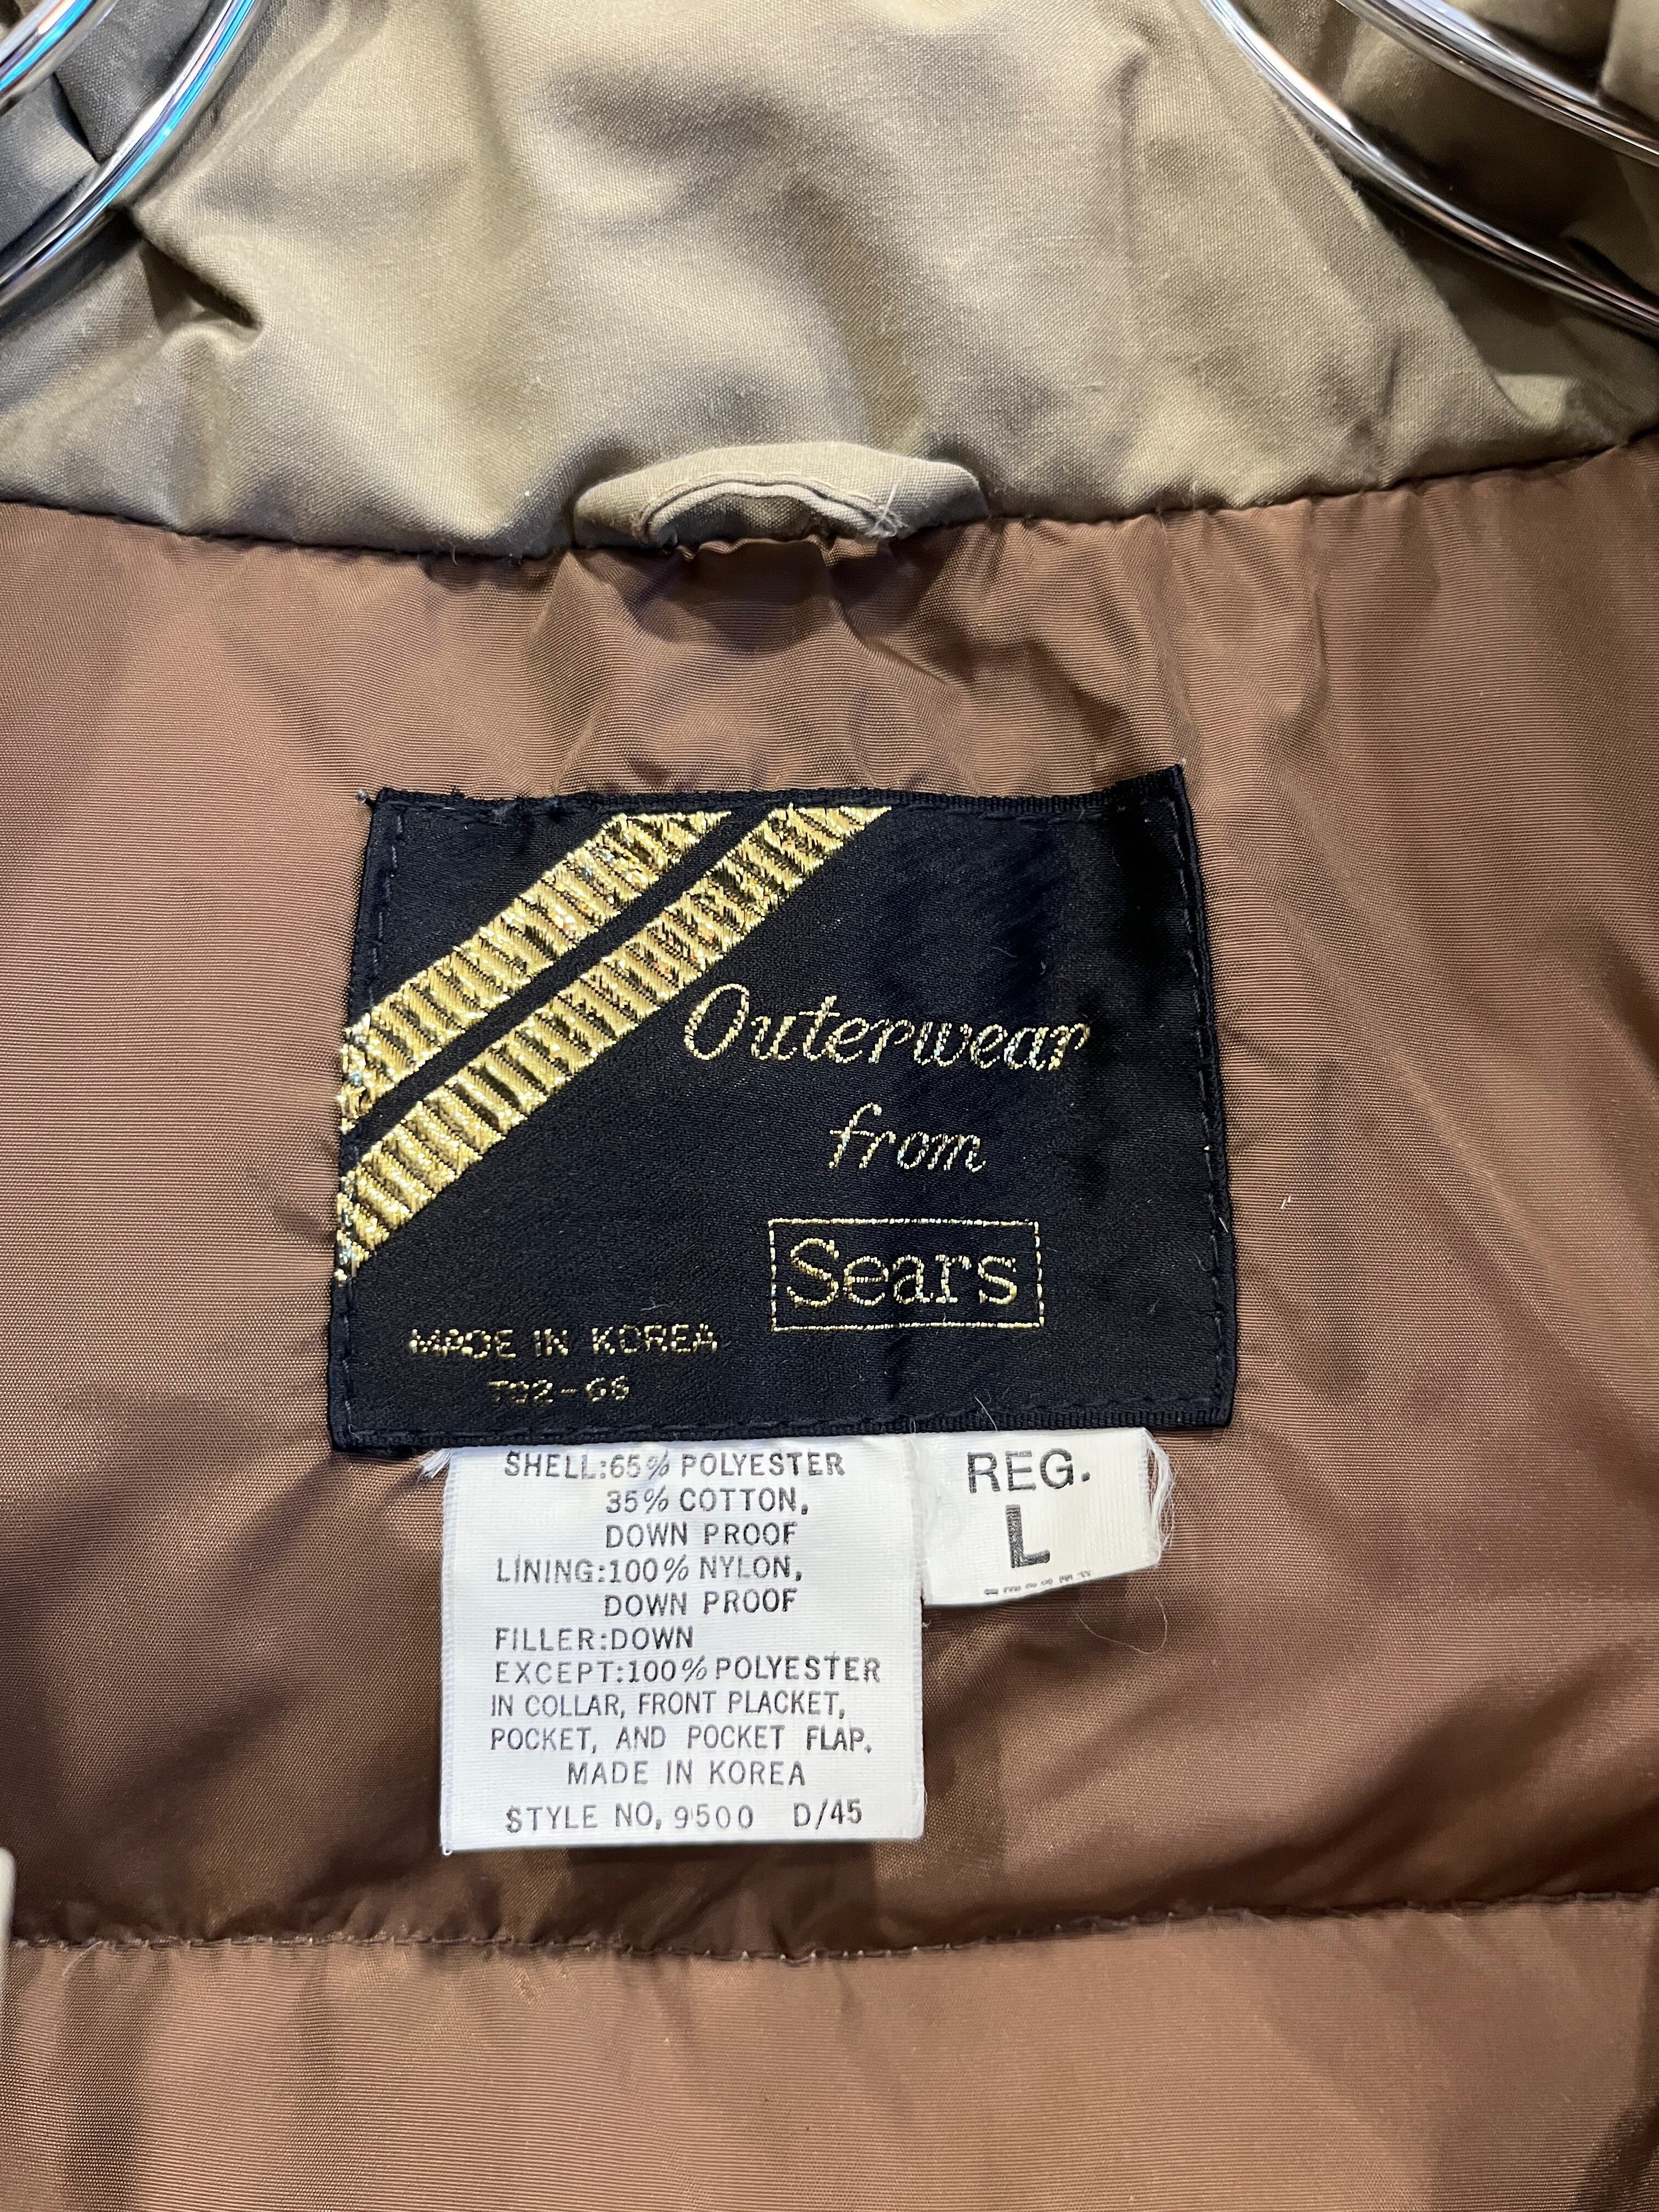 Outerwear
from
Sears
MADE IN KOREA
T02-66
SHELL:65% POLYESTER
35% COTTON,
DOWN PROOF
LINING:100% NYLON,
DOWN PROOF
FILLER:DOWN
EXCEPT:100% POLYESTER
IN COLLAR, FRONT PLACKET,
POCKET, AND POCKET FLAP.
MADE IN KOREA
STYLE NO, 9500 D/45
REG.
L